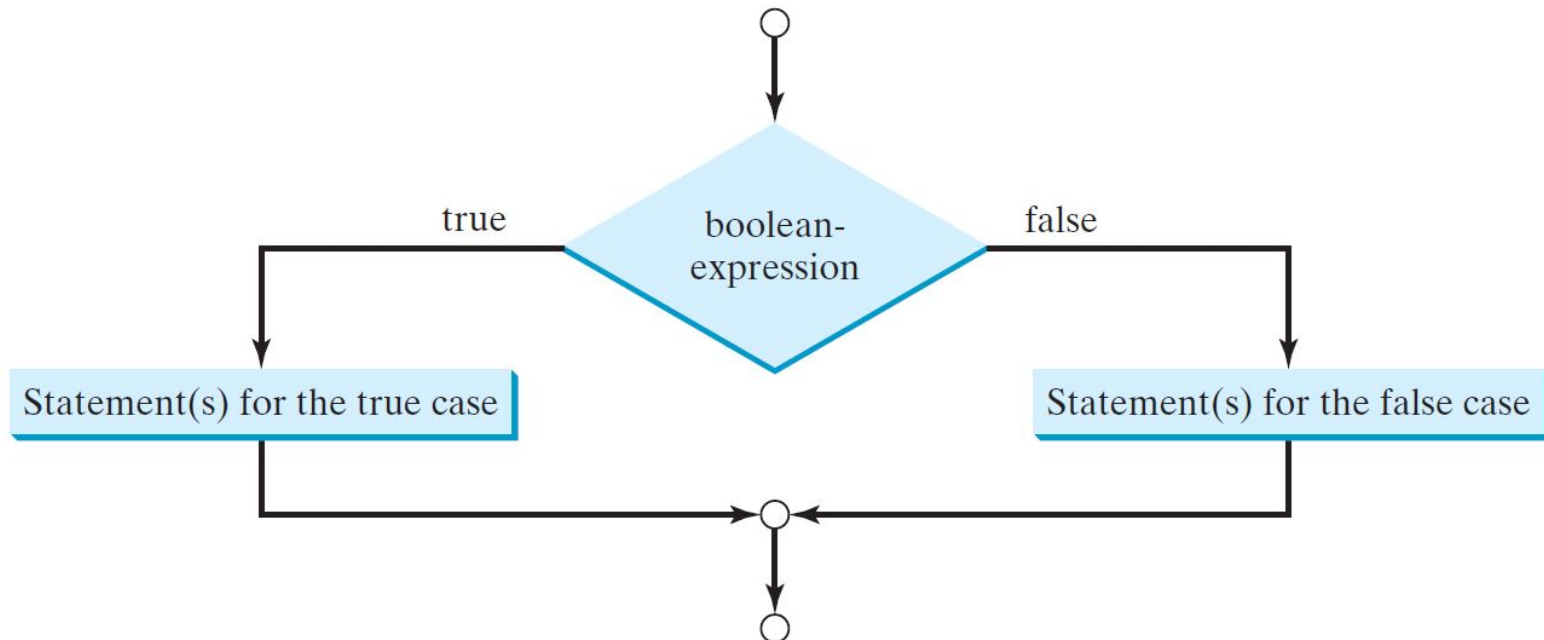 true
boolean-
expression
false
Statement(s) for the true case
Statement(s) for the false case